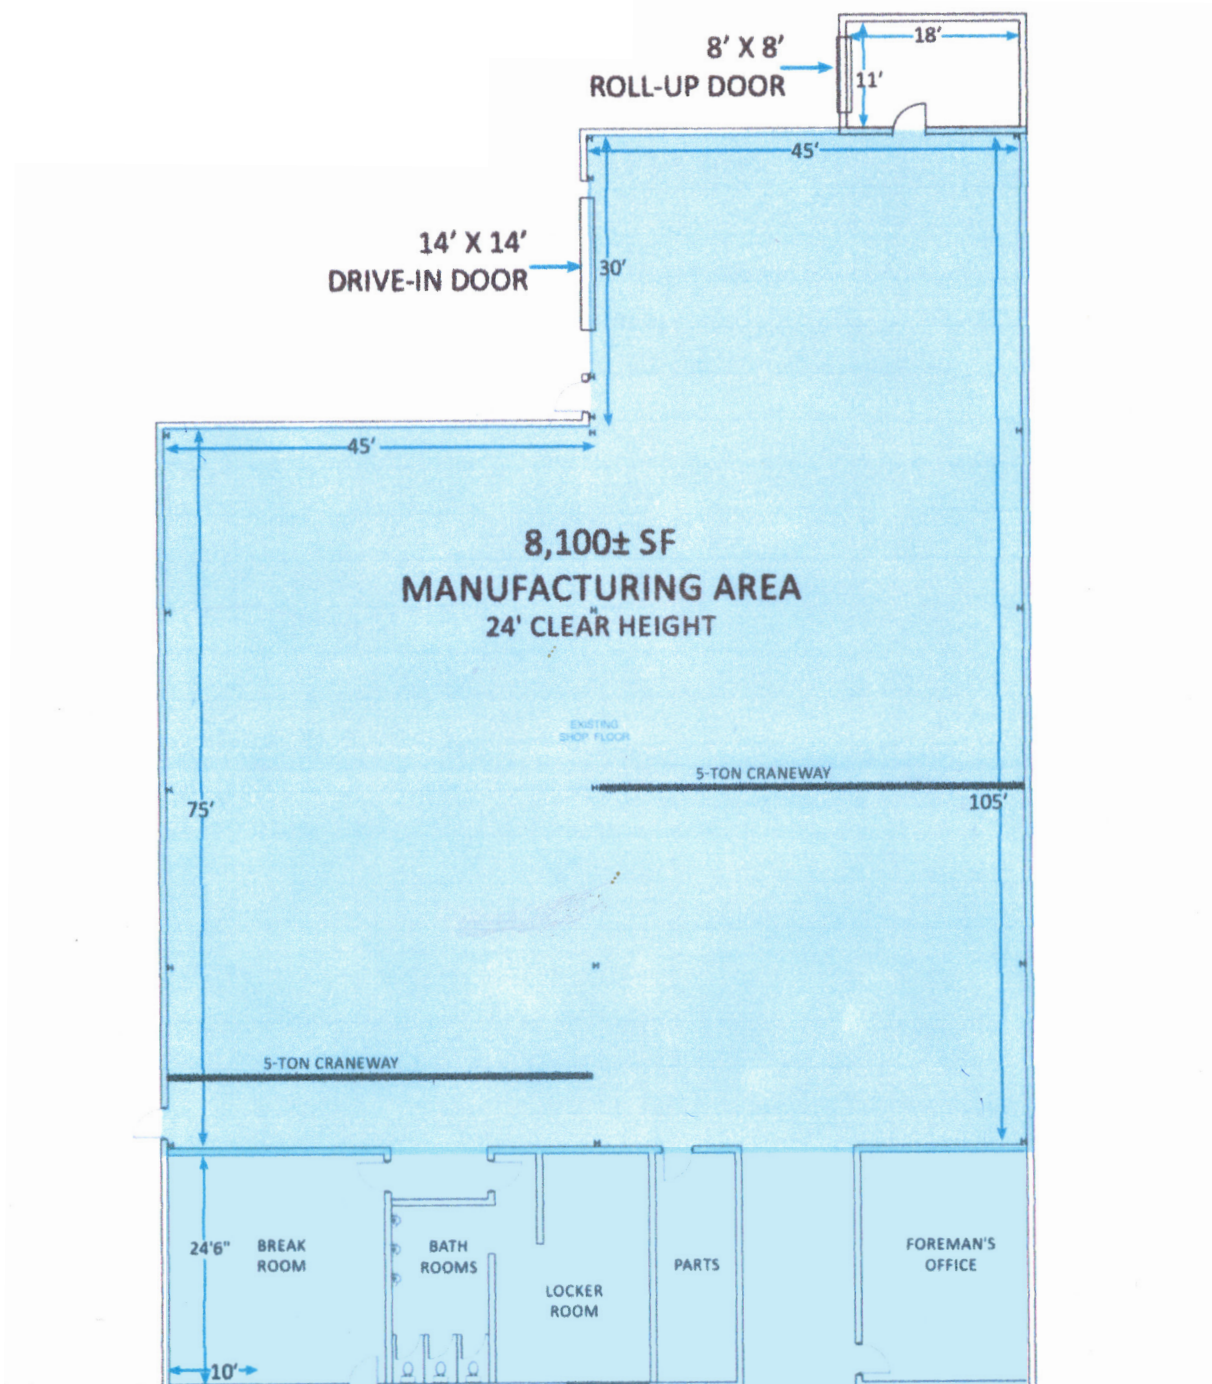 18'
8' X 8'
ROLL-UP DOOR
11'
45'
14' X 14'
DRIVE-IN DOOR
30'
45'
8,100± SF
MANUFACTURING AREA
24' CLEAR HEIGHT
EXISTING
SHOP FLOOR
5-TON CRANEWAY
75'
105'
5-TON CRANEWAY
24'6"
BREAK
ROOM
BATH
ROOMS
LOCKER
ROOM
PARTS
FOREMAN'S
OFFICE
10'